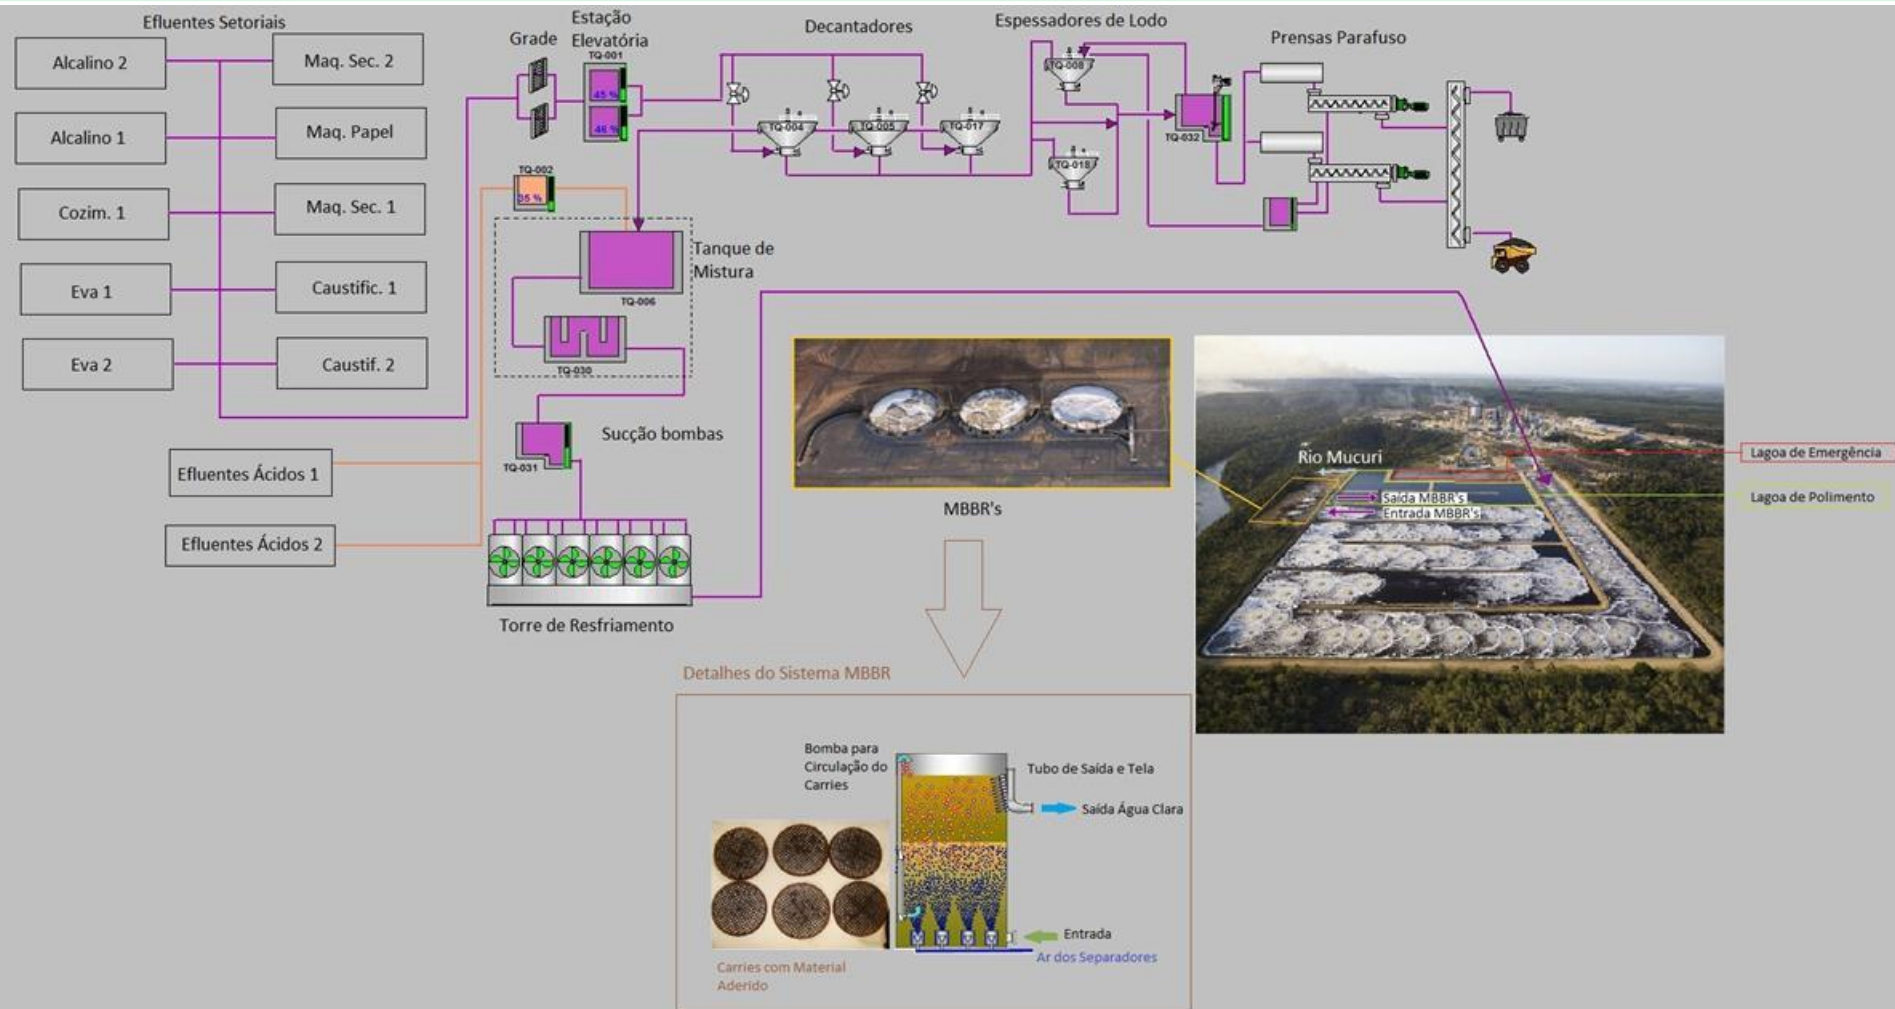 Efluentes Setoriais
Alcalino 2
Maq. Sec. 2
Alcalino 1
Maq. Papel
Cozim. 1
Maq. Sec. 1
Eva 1
Caustific. 1
Eva 2
Caustif. 2
Efluentes Ácidos 1
Efluentes Ácidos 2
Grade
Estação
Elevatória
TQ-001
45 %
46 %
TQ-002
35 %
Decantadores
TQ-004
TQ-005
TQ-017
Espessadores de Lodo
TQ-008
TQ-018
TQ-032
Prensas Parafuso
Tanque de
Mistura
TQ-006
TQ-030
Sucção bombas
TQ-031
Torre de Resfriamento
MBBR's
Rio Mucuri
Saída MBBR's
Entrada MBBR's
Lagoa de Emergência
Lagoa de Polimento
Detalhes do Sistema MBBR
Bomba para
Circulação do
Carries
Tubo de Saída e Tela
Saída Água Clara
Entrada
Ar dos Separadores
Carries com Material
Aderido